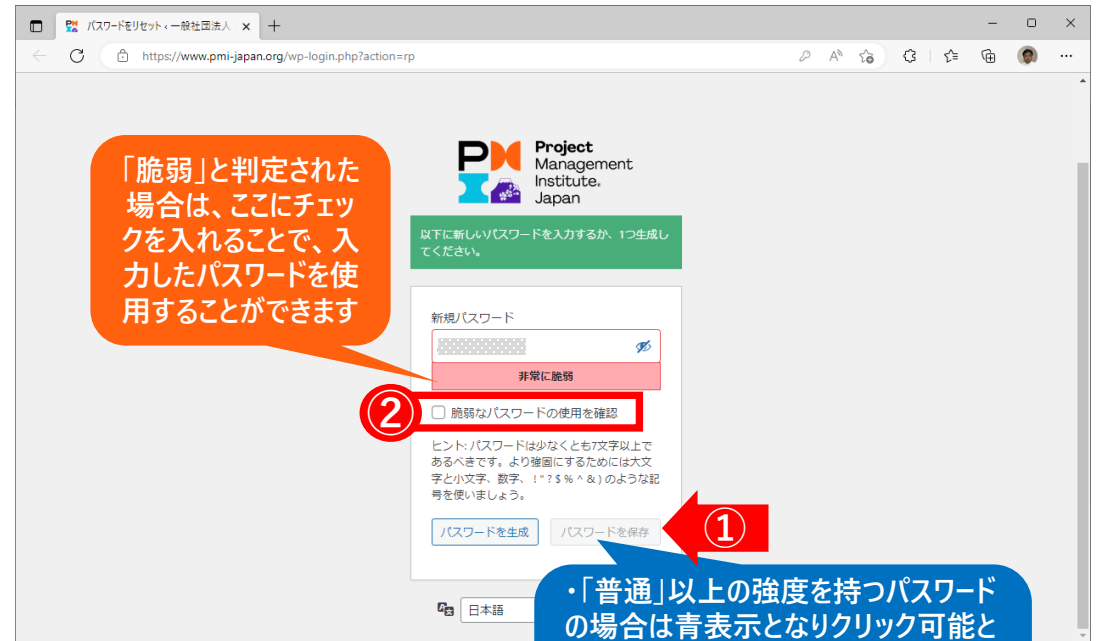 パスワードをリセット ‹ 一般社団法人
https://www.pmi-japan.org/wp-login.php?action=rp
Project
Management
Institute.
Japan
「脆弱」と判定された
場合は、ここにチェッ
クを入れることで、入
力したパスワードを使
用することができます
以下に新しいパスワードを入力するか、1つ生成し
てください。
新規パスワード
非常に脆弱
②
脆弱なパスワードの使用を確認
ヒント: パスワードは少なくとも7文字以上で
あるべきです。より強固にするためには大文
字と小文字、数字、 ! " ? $ % ^ & ) のような記
号を使いましょう。
パスワードを生成
パスワードを保存
①
・「普通」以上の強度を持つパスワード
の場合は青表示となりクリック可能と
日本語